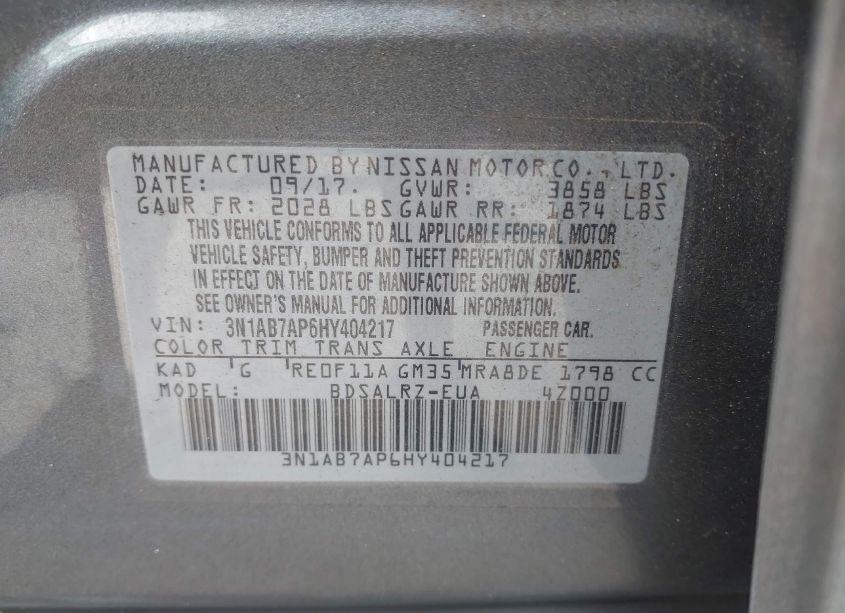 MANUFACTURED BY NISSAN MOTOR CO., LTD.
DATE: 09/17. GVWR: 3858 LBS
GAWR FR: 2028 LBS GAWR RR: 1874 LBS
THIS VEHICLE CONFORMS TO ALL APPLICABLE FEDERAL MOTOR
VEHICLE SAFETY, BUMPER AND THEFT PREVENTION STANDARDS
IN EFFECT ON THE DATE OF MANUFACTURE SHOWN ABOVE.
SEE OWNER'S MANUAL FOR ADDITIONAL INFORMATION.
VIN: 3N1AB7AP6HY404217 PASSENGER CAR.
COLOR TRIM TRANS AXLE ENGINE
KAD G RE0F11A GM35 MRA8DE 1798 CC
MODEL: BDSALRZ-EUA 47000
3N1AB7AP6HY404217